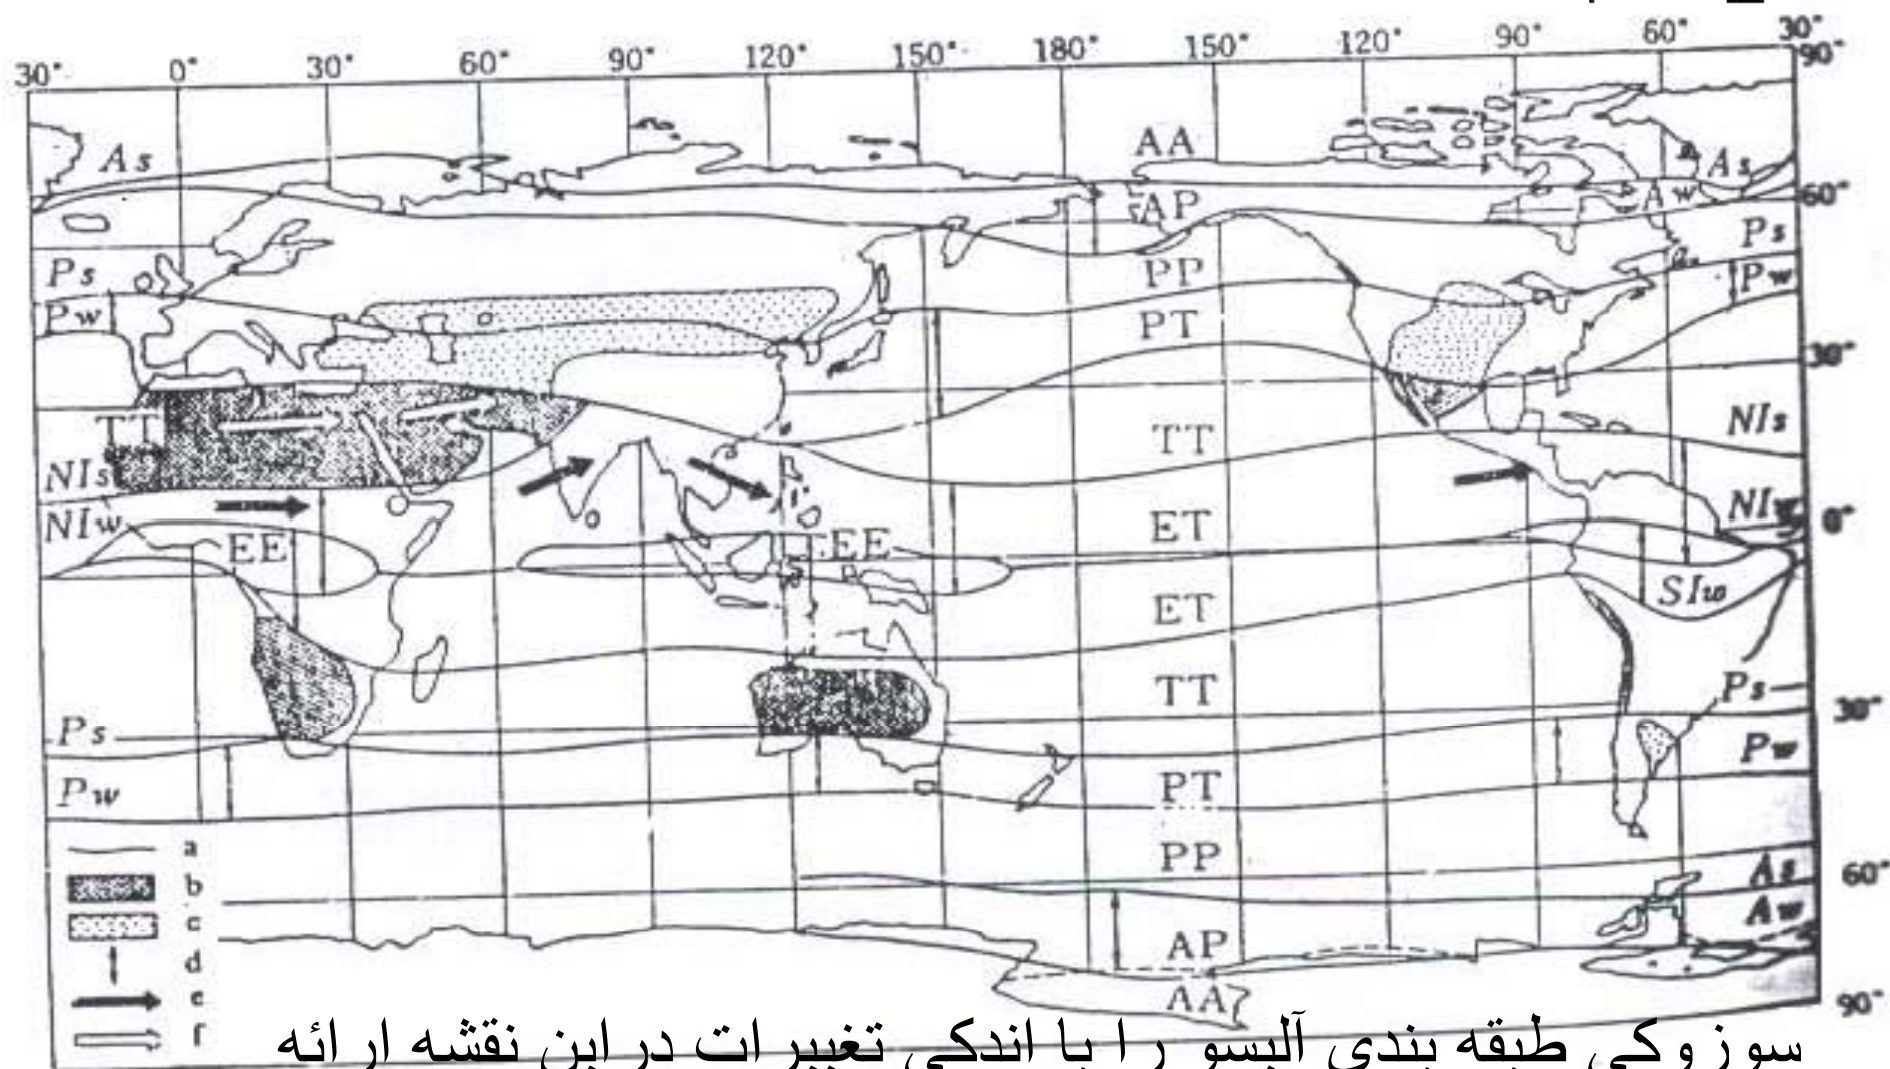 30° 0° 30° 60° 90° 120° 150° 180° 150° 120° 90° 60° 30°
90°
As AA As
Aw 60°
AP Ps
Ps PP Pw
Pw PT
30°
TT TT NIs
NIs
NIw ET NIw 0°
EE EE
ET SIw
TT Ps
Ps 30°
Pw
Pw PT
a PP
b As 60°
c Aw
d AP
e AA
f 90°
سوزوکی طبقه بندی آلیسو را با اندکی تغییرات در این نقشه ارائه